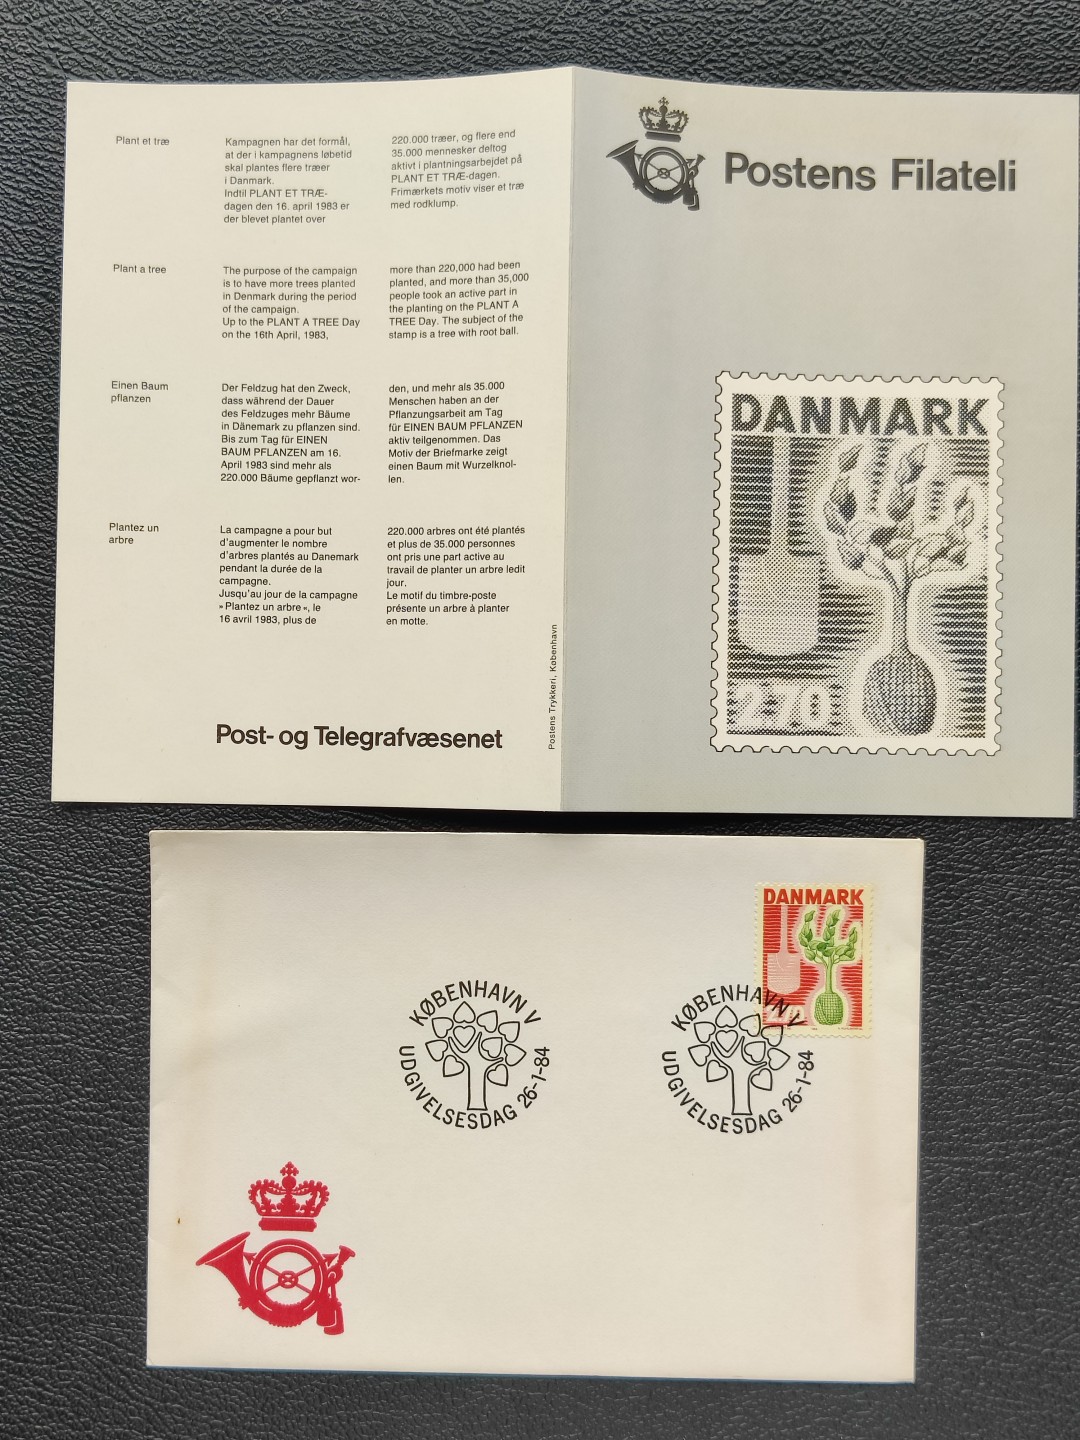 Plant et træ
Kampagnen har det formål,
at der i kampagnens løbetid
skal plantes flere træer
i Danmark.
Indtil PLANT ET TRÆ-
dagen den 16. april 1983 er
der blevet plantet over
220.000 træer, og flere end
35.000 mennesker deltog
aktivt i plantningsarbejdet på
PLANT ET TRÆ-dagen.
Frimærkets motiv viser et træ
med rodklump.
Plant a tree
The purpose of the campaign
is to have more trees planted
in Denmark during the period
of the campaign.
Up to the PLANT A TREE Day
on the 16th April, 1983,
more than 220,000 had been
planted, and more than 35,000
people took an active part in
the planting on the PLANT A
TREE Day. The subject of the
stamp is a tree with root ball.
Einen Baum
pflanzen
Der Feldzug hat den Zweck,
dass während der Dauer
des Feldzuges mehr Bäume
in Dänemark zu pflanzen sind.
Bis zum Tag für EINEN
BAUM PFLANZEN am 16.
April 1983 sind mehr als
220.000 Bäume gepflanzt wor-
den, und mehr als 35.000
Menschen haben an der
Pflanzungsarbeit am Tag
für EINEN BAUM PFLANZEN
aktiv teilgenommen. Das
Motiv der Briefmarke zeigt
einen Baum mit Wurzelknol-
len.
Plantez un
arbre
La campagne a pour but
d'augmenter le nombre
d'arbres plantés au Danemark
pendant la durée de la
campagne.
Jusqu'au jour de la campagne
»Plantez un arbre«, le
16 avril 1983, plus de
220.000 arbres ont été plantés
et plus de 35.000 personnes
ont pris une part active au
travail de planter un arbre ledit
jour.
Le motif du timbre-poste
présente un arbre à planter
en motte.
Post- og Telegrafvæsenet
Postens Trykkeri, København
Postens Filateli
DANMARK
2.70
DANMARK
2.70
KØBENHAVN V
UDGIVELSESDAG 26-1-84
KØBENHAVN V
UDGIVELSESDAG 26-1-84